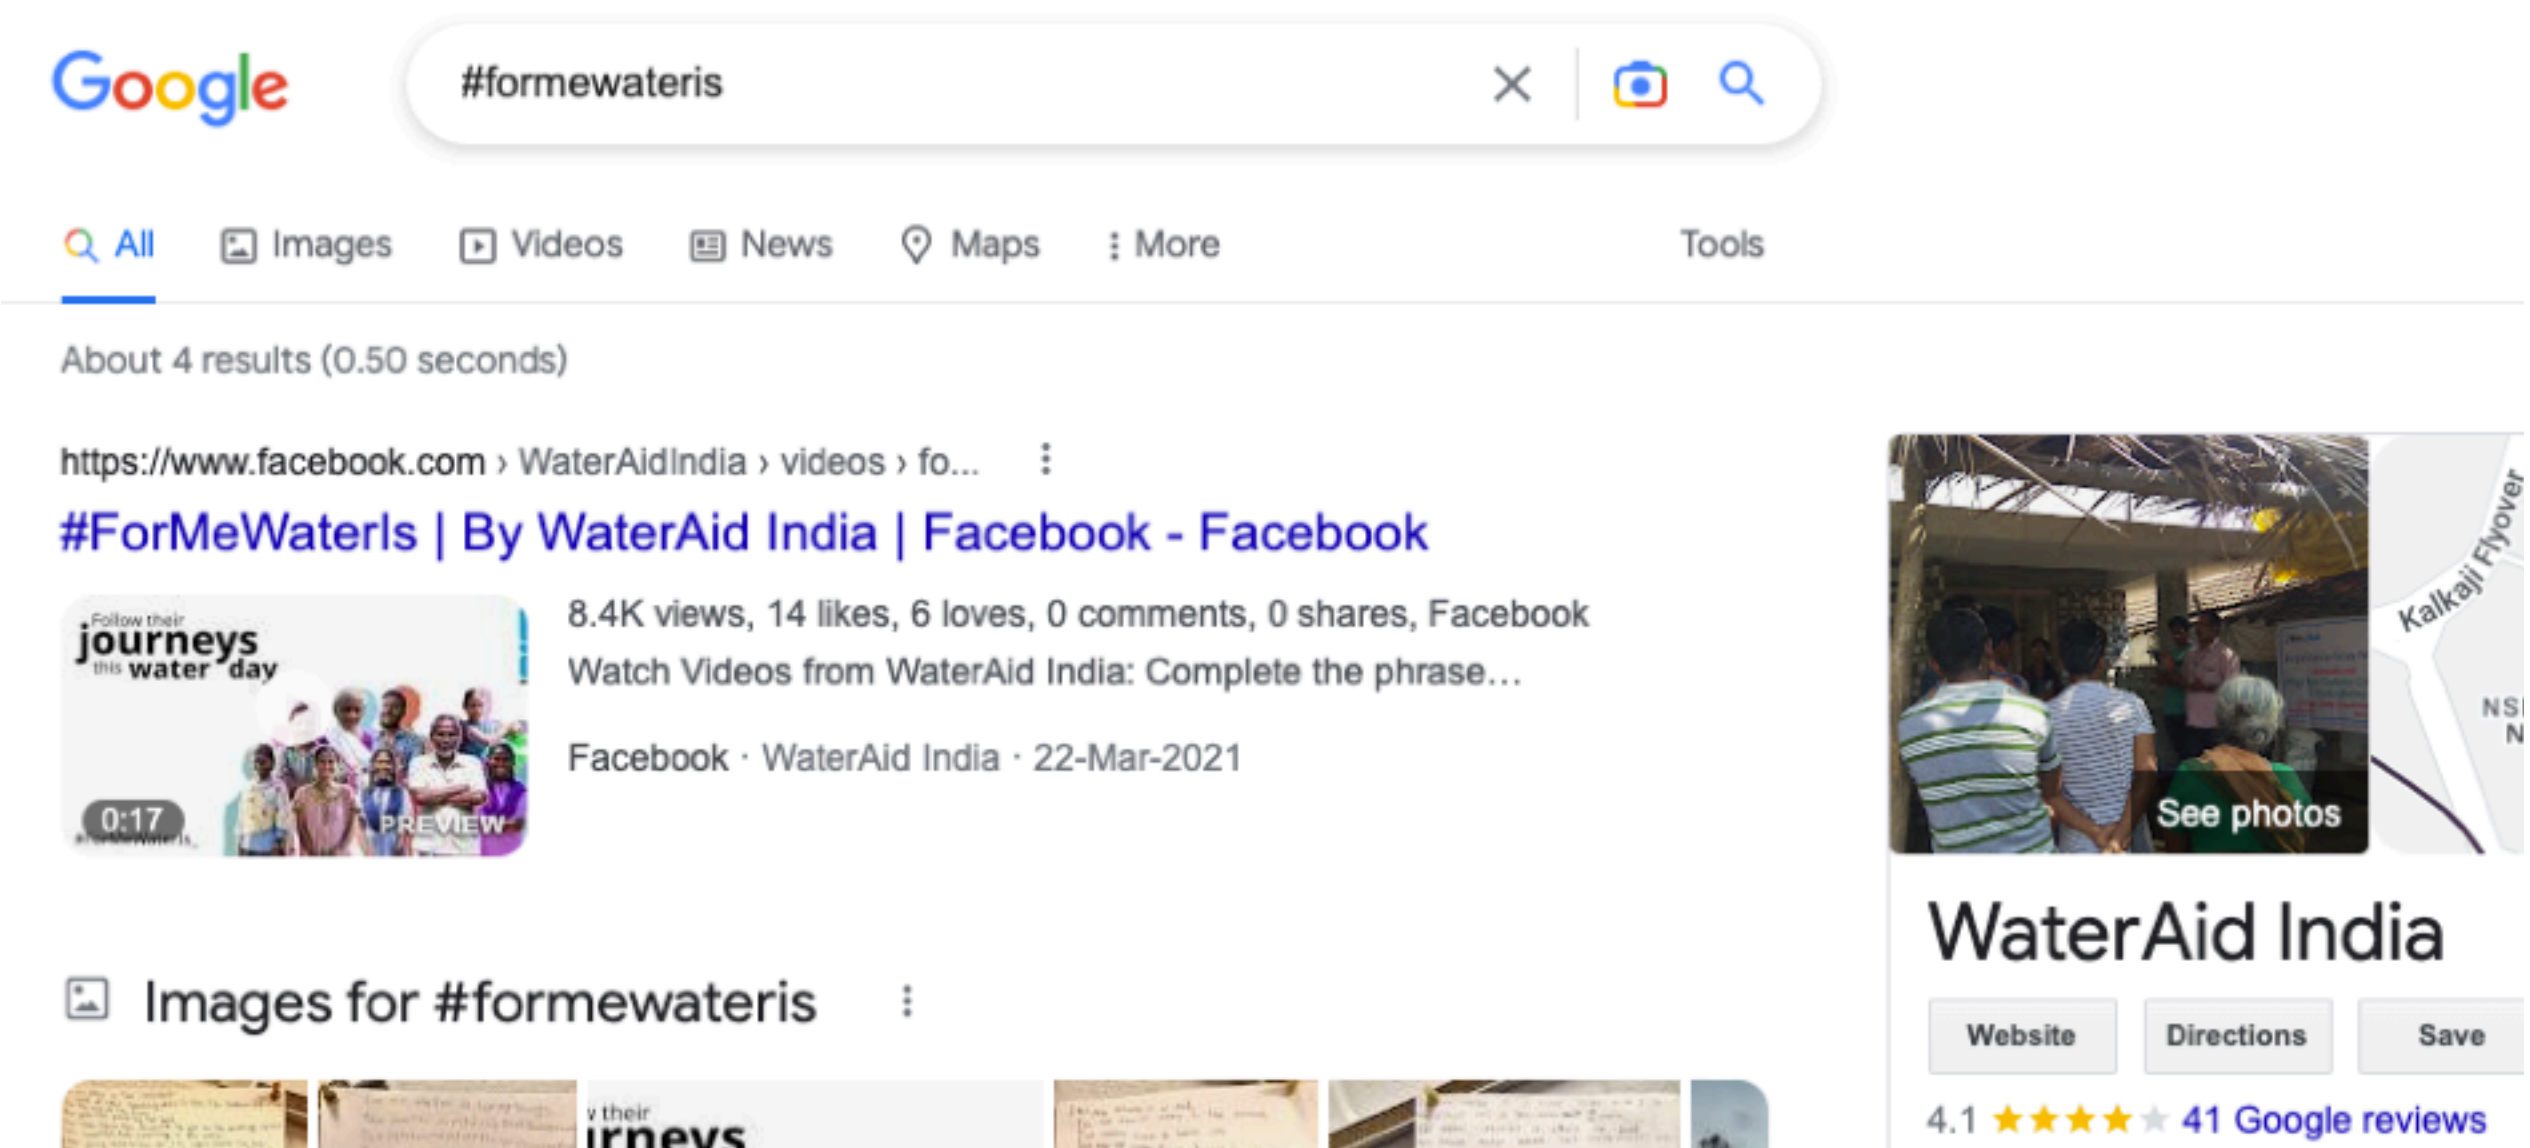 Google
#formewateris
All
Images
Videos
News
Maps
More
Tools
About 4 results (0.50 seconds)
https://www.facebook.com › WaterAidIndia › videos › fo...
#ForMeWaterIs | By WaterAid India | Facebook - Facebook
Follow their
journeys
this water day
0:17
PREVIEW
#ForMeWaterIs_
8.4K views, 14 likes, 6 loves, 0 comments, 0 shares, Facebook
Watch Videos from WaterAid India: Complete the phrase...
Facebook · WaterAid India · 22-Mar-2021
Images for #formewateris
their
Kalkaji Flyover
See photos
WaterAid India
Website
Directions
Save
4.1
41 Google reviews